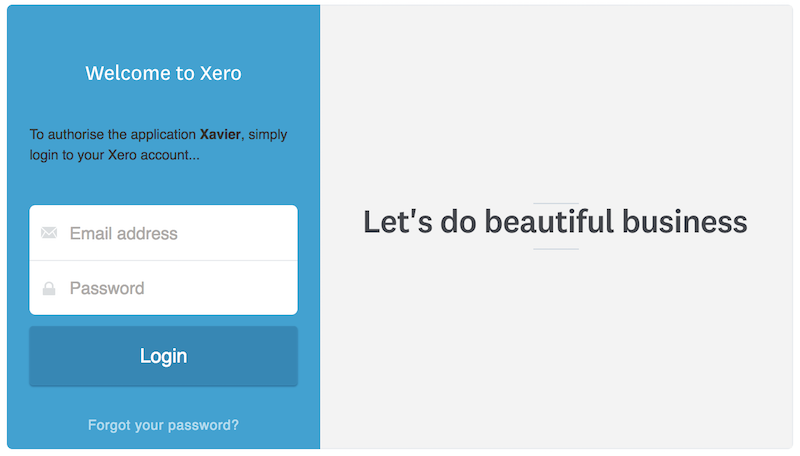 Welcome to Xero
To authorise the application Xavier, simply
login to your Xero account...
Email address
Password
Login
Forgot your password?
Let's do beautiful business